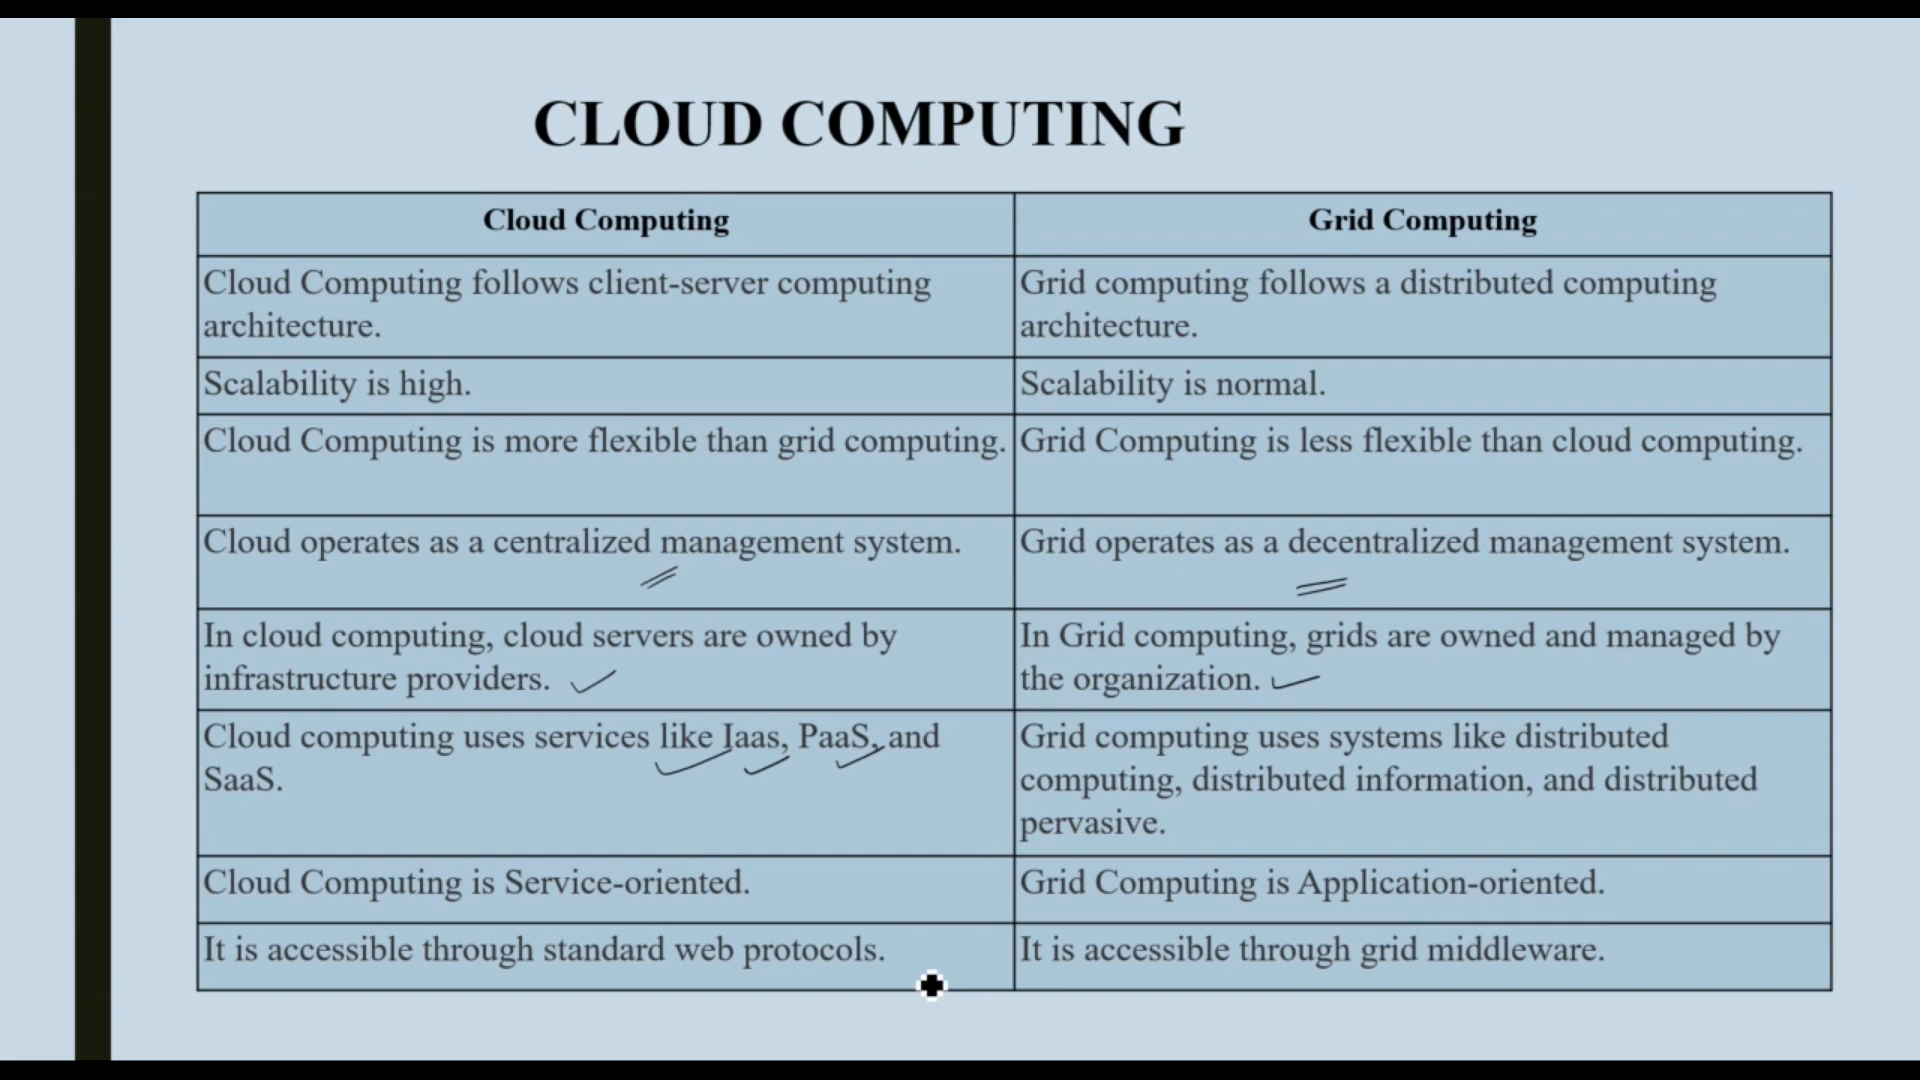 CLOUD COMPUTING
Cloud Computing
Grid Computing
Cloud Computing follows client-server computing
architecture.
Grid computing follows a distributed computing
architecture.
Scalability is high.
Scalability is normal.
Cloud Computing is more flexible than grid computing.
Grid Computing is less flexible than cloud computing.
Cloud operates as a centralized management system.
Grid operates as a decentralized management system.
In cloud computing, cloud servers are owned by
infrastructure providers.
In Grid computing, grids are owned and managed by
the organization.
Cloud computing uses services like Iaas, PaaS, and
SaaS.
Grid computing uses systems like distributed
computing, distributed information, and distributed
pervasive.
Cloud Computing is Service-oriented.
Grid Computing is Application-oriented.
It is accessible through standard web protocols.
It is accessible through grid middleware.